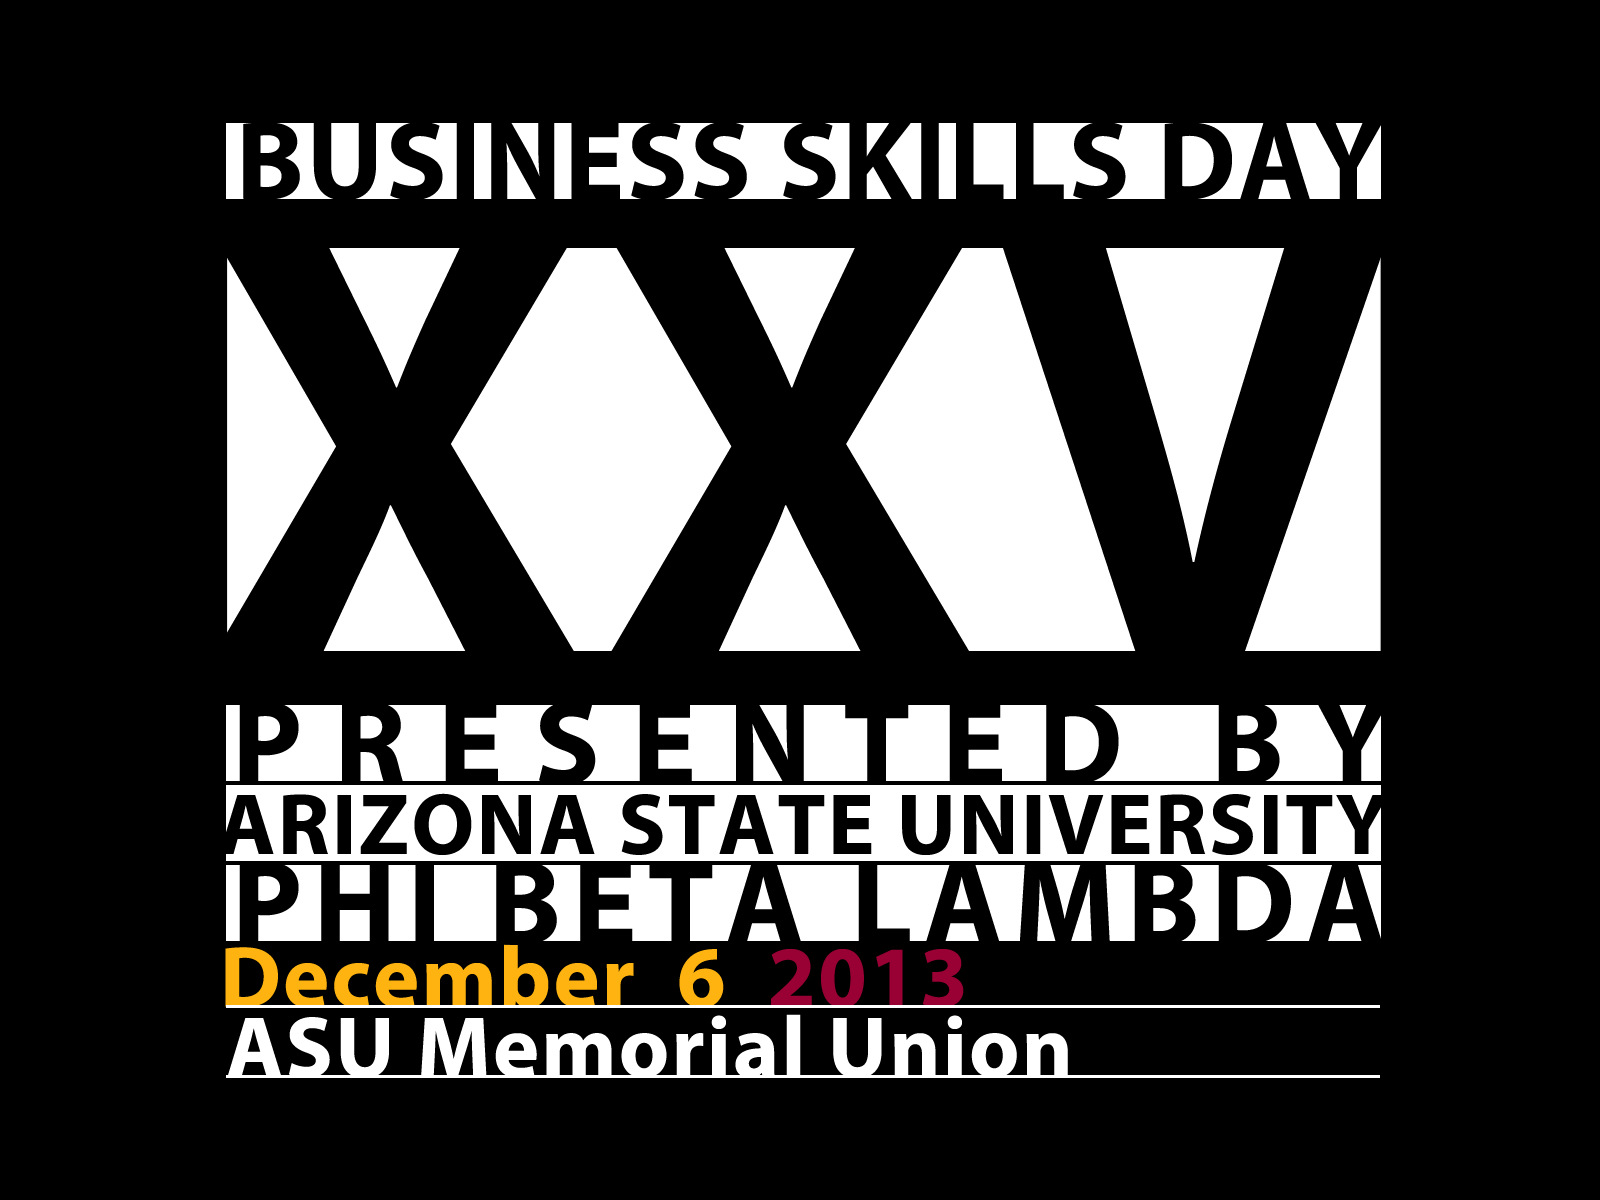 BUSINESS SKILLS DAY
XXV
PRESENTED BY
ARIZONA STATE UNIVERSITY
PHI BETA LAMBDA
December 6 2013
ASU Memorial Union